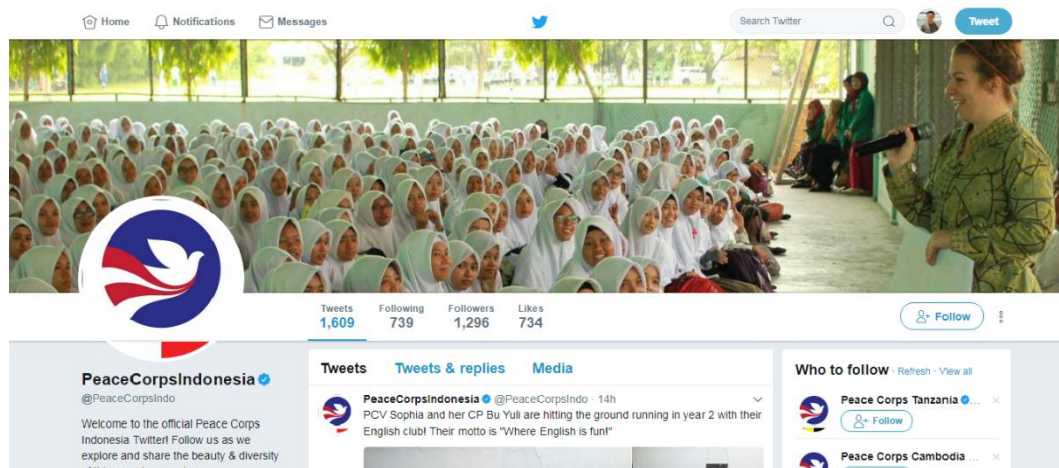 Home Notifications Messages Search Twitter Tweet
Tweets Following Followers Likes
1,609 739 1,296 734
Follow
PeaceCorpsIndonesia
@PeaceCorpsIndo
Welcome to the official Peace Corps
Indonesia Twitter! Follow us as we
explore and share the beauty & diversity
Tweets Tweets & replies Media
PeaceCorpsIndonesia @PeaceCorpsIndo · 14h
PCV Sophia and her CP Bu Yuli are hitting the ground running in year 2 with their
English club! Their motto is "Where English is fun!"
Who to follow · Refresh · View all
Peace Corps Tanzania ...
Follow
Peace Corps Cambodia ...